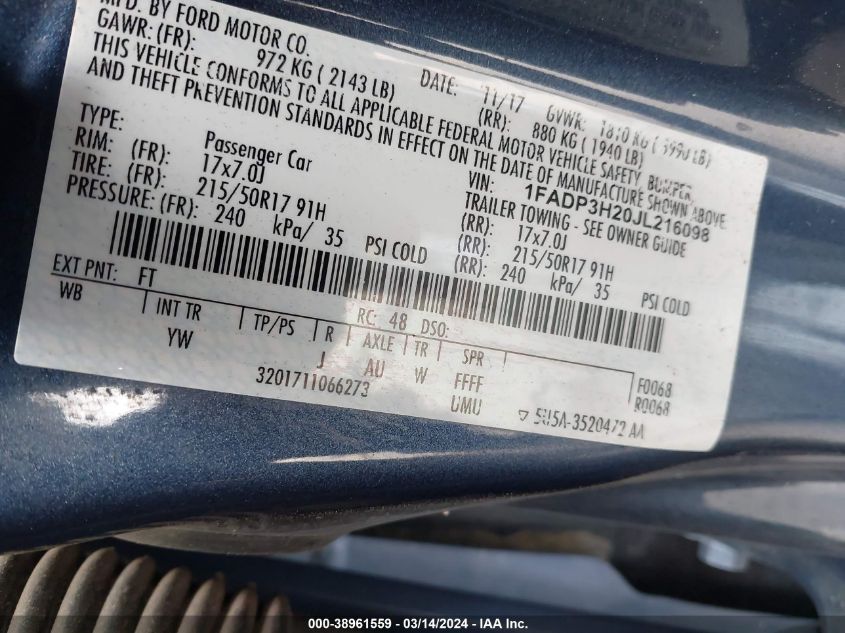 MFD. BY FORD MOTOR CO.
DATE: 11/17 GVWR: 1810 KG ( 3990 LB)
GAWR: (FR): 972 KG ( 2143 LB) (RR): 880 KG ( 1940 LB)
THIS VEHICLE CONFORMS TO ALL APPLICABLE FEDERAL MOTOR VEHICLE SAFETY, BUMPER,
AND THEFT PREVENTION STANDARDS IN EFFECT ON THE DATE OF MANUFACTURE SHOWN ABOVE.
VIN: 1FADP3H20JL216098
TYPE: Passenger Car TRAILER TOWING - SEE OWNER GUIDE
RIM: (FR): 17x7.0J (RR): 17x7.0J
TIRE: (FR): 215/50R17 91H (RR): 215/50R17 91H
PRESSURE: (FR): 240 kPa/ 35 PSI COLD (RR): 240 kPa/ 35 PSI COLD
EXT PNT: FT RC: 48 DSO:
WB INT TR TP/PS R AXLE TR SPR F0068
YW J AU W FFFF R0068
3201711066273 UMU
5U5A-3520472 AA
000-38961559 - 03/14/2024 - IAA Inc.